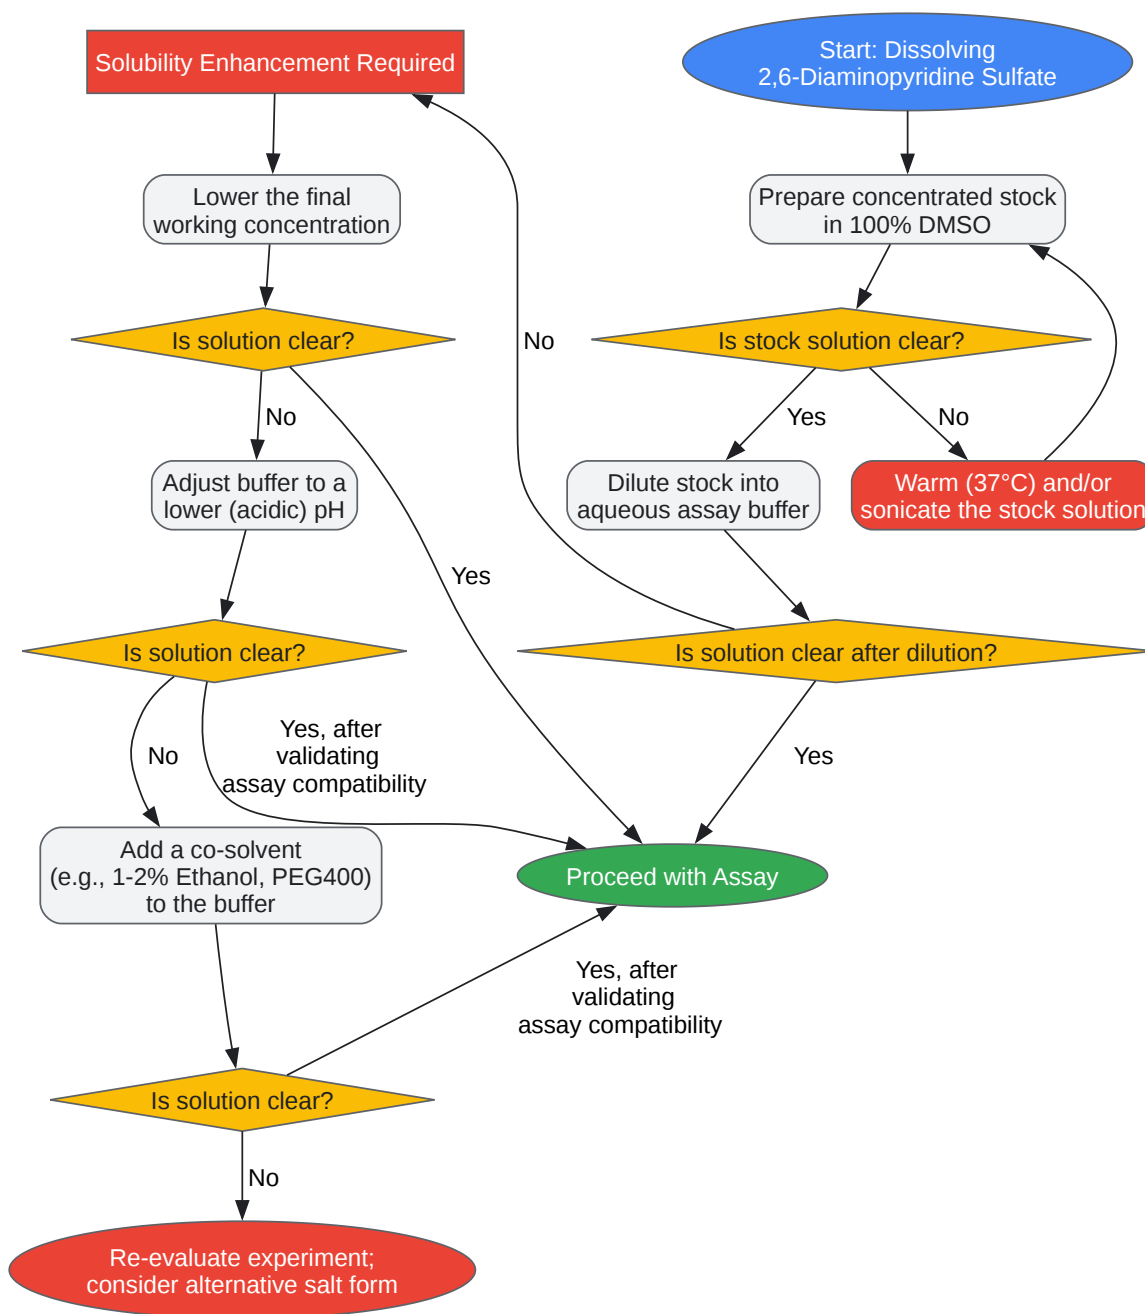 Solubility Enhancement Required
Start: Dissolving
2,6-Diaminopyridine Sulfate
Lower the final
working concentration
Prepare concentrated stock
in 100% DMSO
Is solution clear?
No
Is stock solution clear?
No
Yes
No
Adjust buffer to a
lower (acidic) pH
Dilute stock into
aqueous assay buffer
Warm (37°C) and/or
sonicate the stock solution
Yes
Is solution clear?
Is solution clear after dilution?
No
Yes, after
validating
assay compatibility
Yes
Add a co-solvent
(e.g., 1-2% Ethanol, PEG400)
to the buffer
Proceed with Assay
Yes, after
validating
assay compatibility
Is solution clear?
No
Re-evaluate experiment;
consider alternative salt form